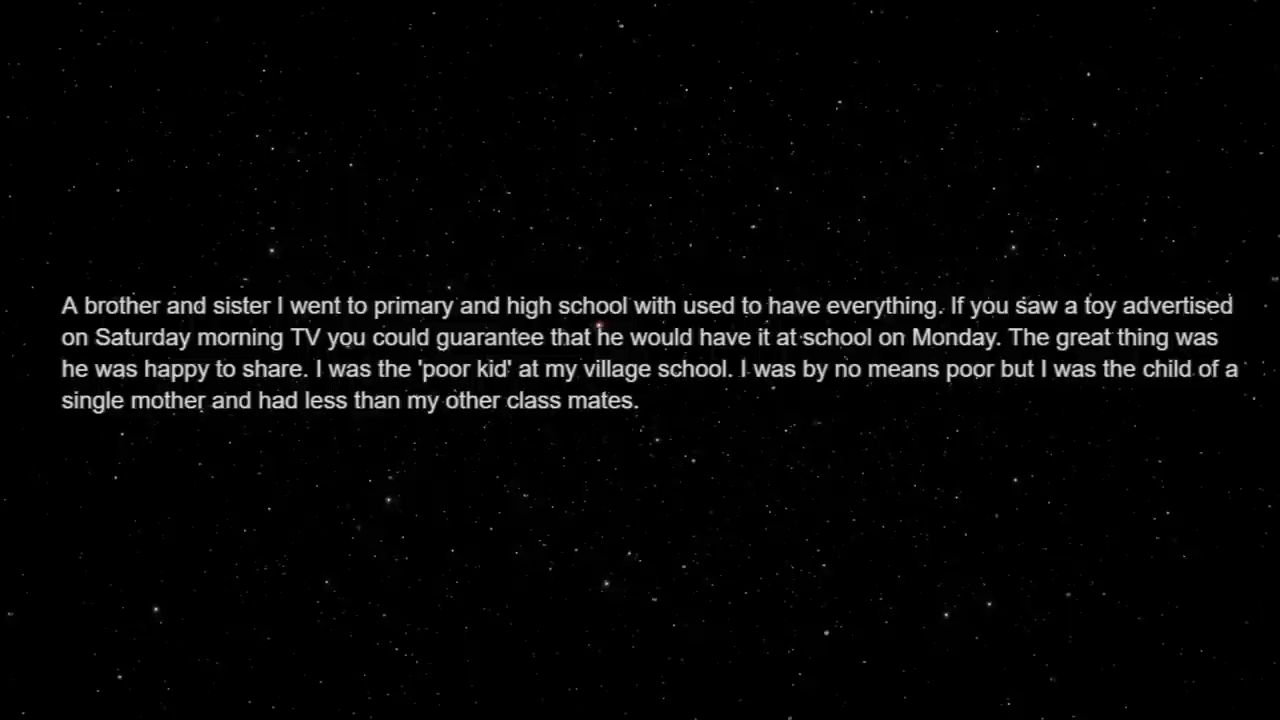 A brother and sister I went to primary and high school with used to have everything. If you saw a toy advertised
on Saturday morning TV you could guarantee that he would have it at school on Monday. The great thing was
he was happy to share. I was the 'poor kid' at my village school. I was by no means poor but I was the child of a
single mother and had less than my other class mates.